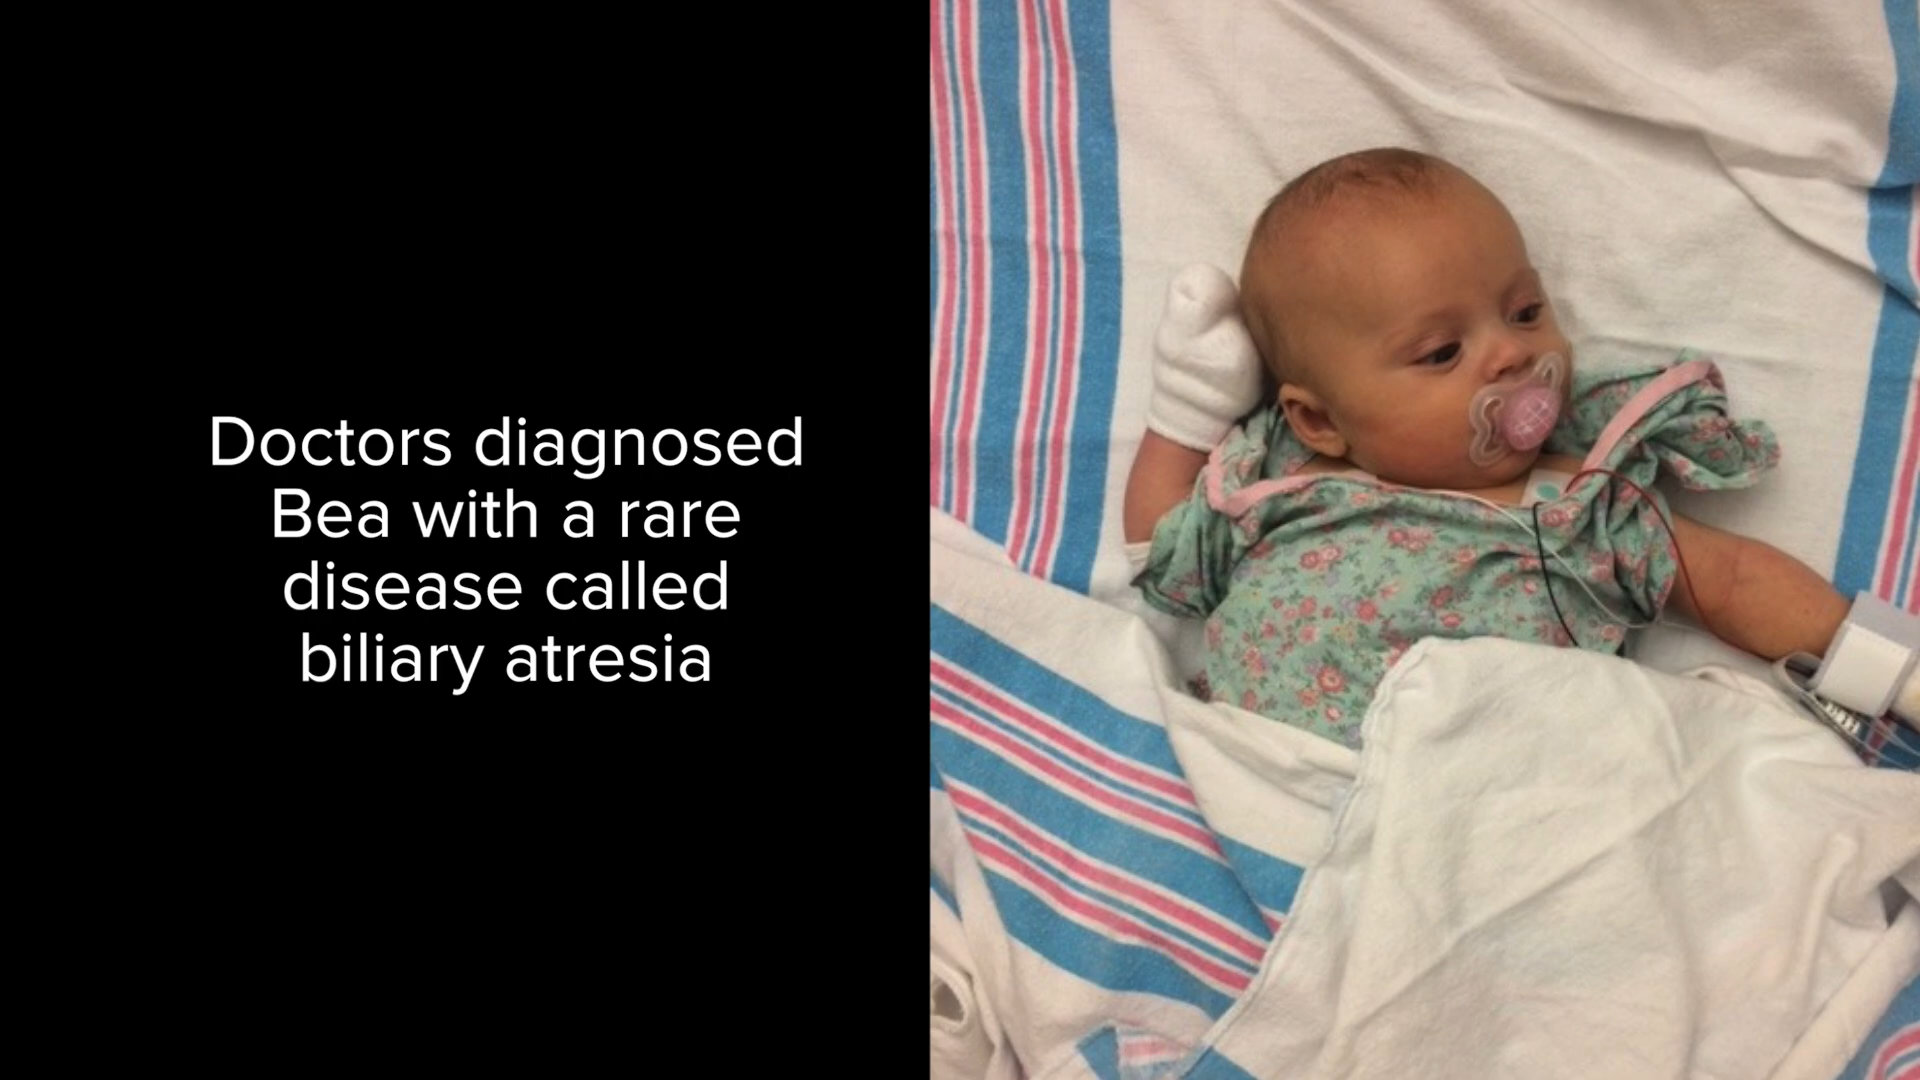 Doctors diagnosed
Bea with a rare
disease called
biliary atresia